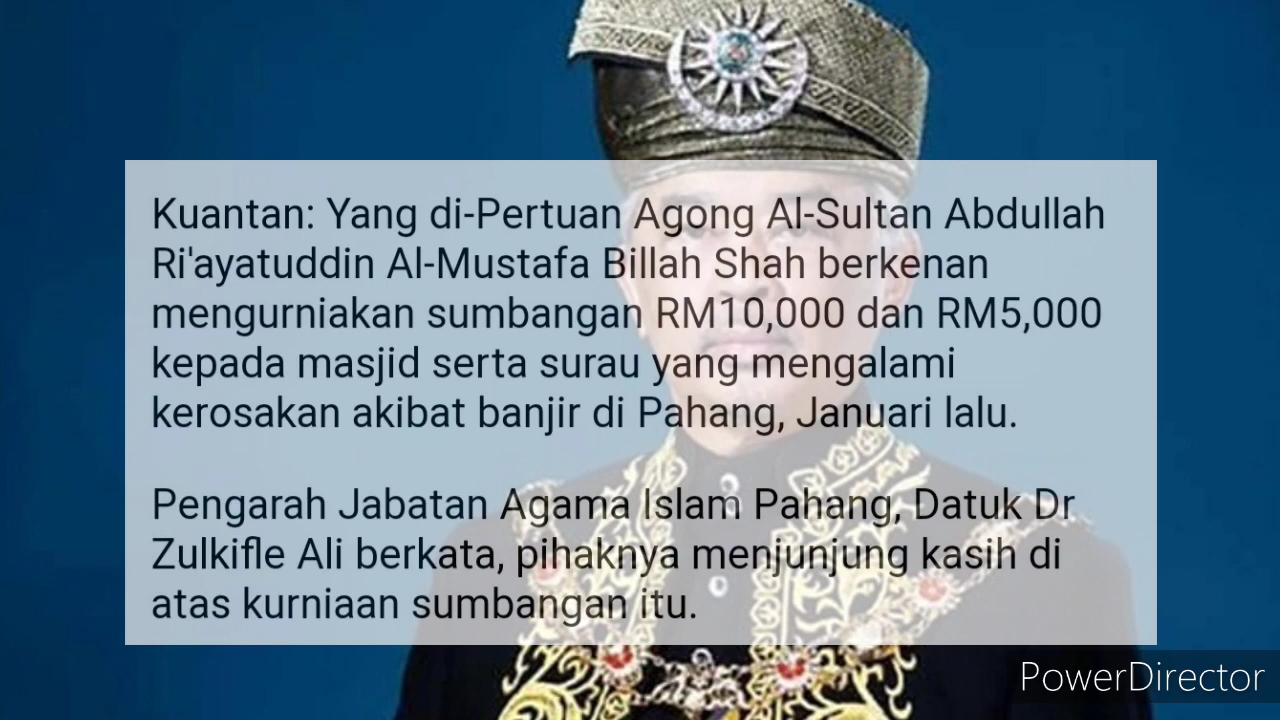 Kuantan: Yang di-Pertuan Agong Al-Sultan Abdullah
Ri'ayatuddin Al-Mustafa Billah Shah berkenan
mengurniakan sumbangan RM10,000 dan RM5,000
kepada masjid serta surau yang mengalami
kerosakan akibat banjir di Pahang, Januari lalu.
Pengarah Jabatan Agama Islam Pahang, Datuk Dr
Zulkifle Ali berkata, pihaknya menjunjung kasih di
atas kurniaan sumbangan itu.
PowerDirector